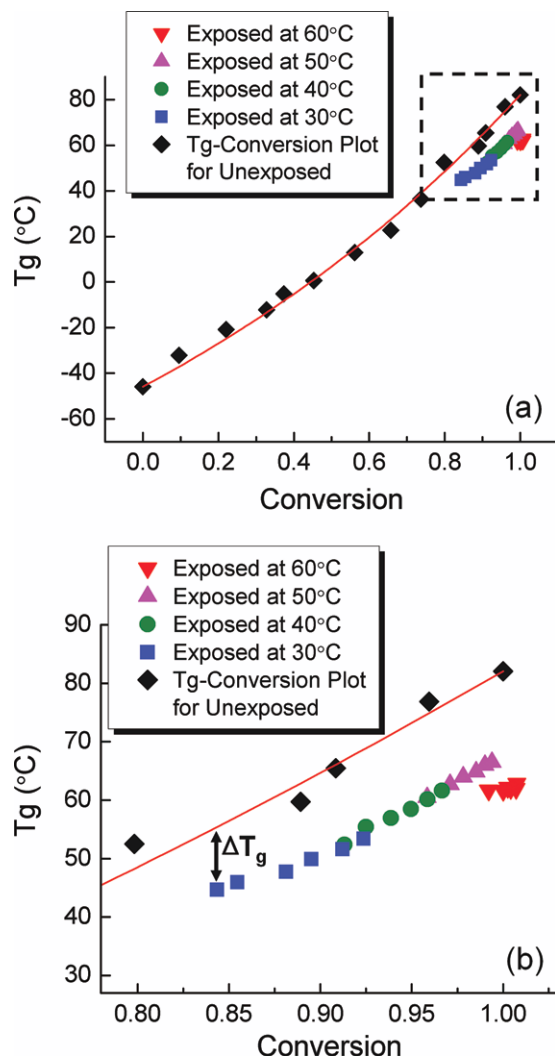 Exposed at 60°C
Exposed at 50°C
Exposed at 40°C
Exposed at 30°C
Tg-Conversion Plot
for Unexposed
80
60
40
20
0
-20
-40
-60
Tg (°C)
(a)
0.0 0.2 0.4 0.6 0.8 1.0
Conversion
Exposed at 60°C
Exposed at 50°C
Exposed at 40°C
Exposed at 30°C
Tg-Conversion Plot
for Unexposed
90
80
70
60
50
40
30
Tg (°C)
ΔTg
(b)
0.80 0.85 0.90 0.95 1.00
Conversion